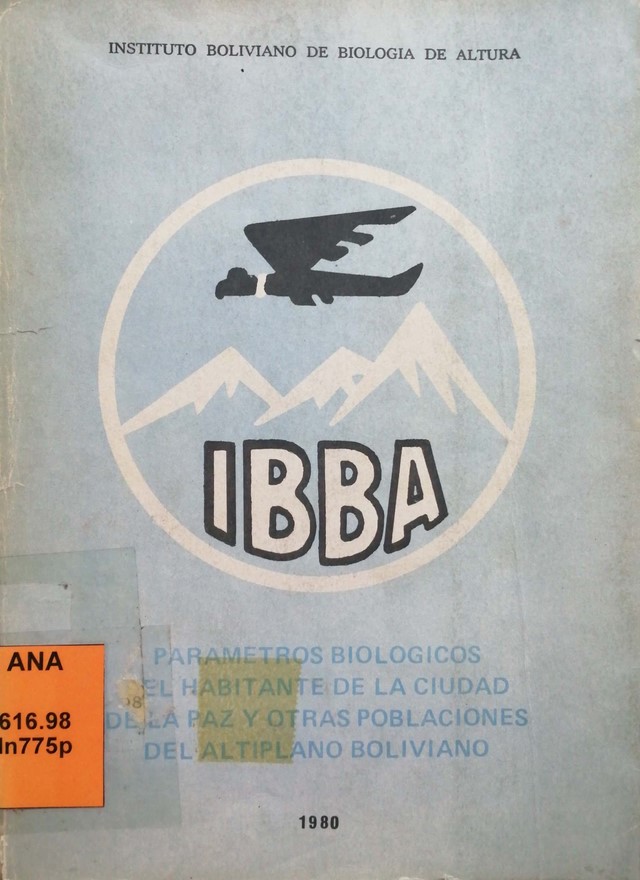 INSTITUTO BOLIVIANO DE BIOLOGIA DE ALTURA
IBBA
PARAMETROS BIOLOGICOS
EL HABITANTE DE LA CIUDAD
DE LA PAZ Y OTRAS POBLACIONES
DEL ALTIPLANO BOLIVIANO
ANA
616.98
In775p
1980